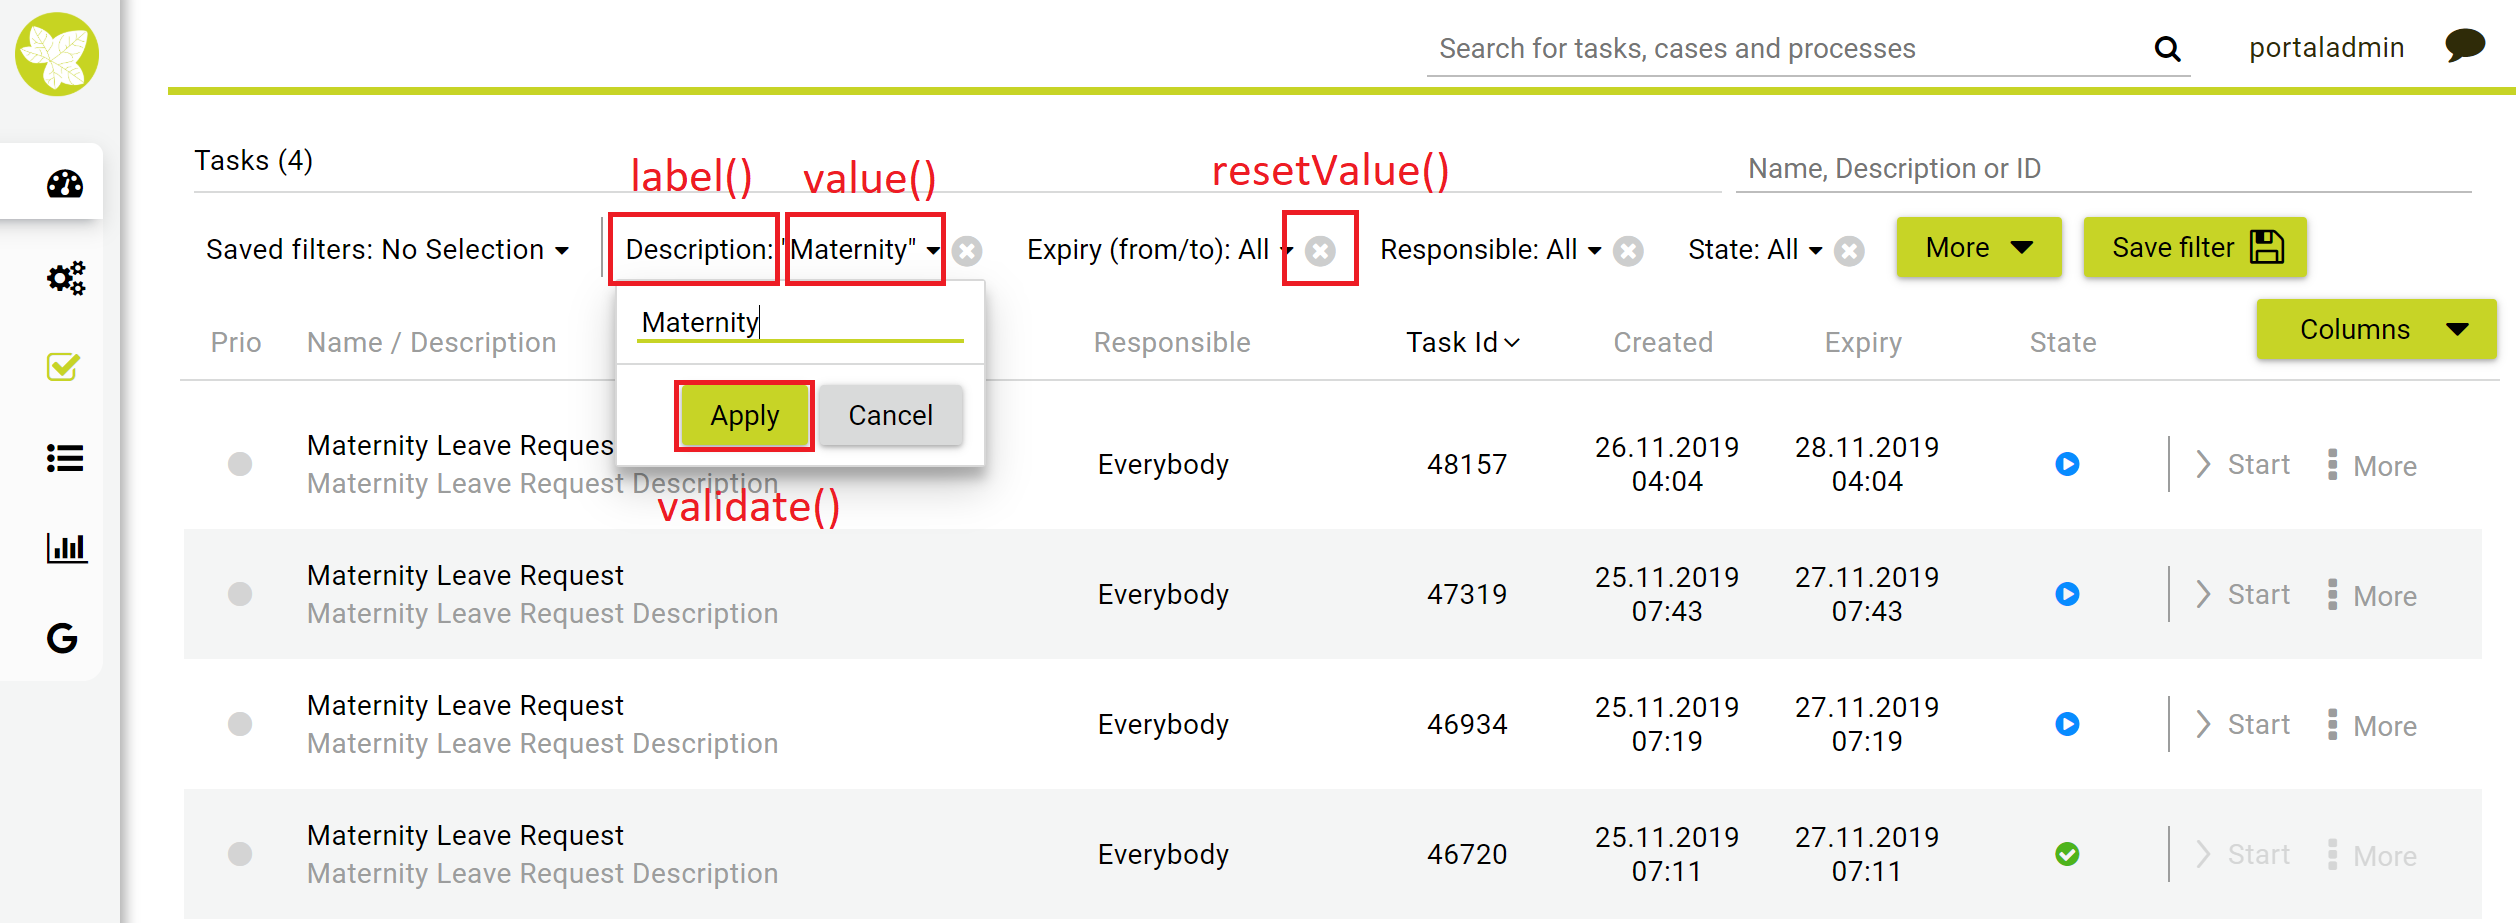 Search for tasks, cases and processes
portaladmin
Tasks (4)
label()
value()
resetValue()
Name, Description or ID
Saved filters: No Selection
Description: "Maternity"
Expiry (from/to): All
Responsible: All
State: All
More
Save filter
Maternity
Apply
Cancel
validate()
Columns
Prio
Name / Description
Responsible
Task Id
Created
Expiry
State
Maternity Leave Reques
Maternity Leave Request Description
Everybody
48157
26.11.2019
04:04
28.11.2019
04:04
Start
More
Maternity Leave Request
Maternity Leave Request Description
Everybody
47319
25.11.2019
07:43
27.11.2019
07:43
Start
More
Maternity Leave Request
Maternity Leave Request Description
Everybody
46934
25.11.2019
07:19
27.11.2019
07:19
Start
More
Maternity Leave Request
Maternity Leave Request Description
Everybody
46720
25.11.2019
07:11
27.11.2019
07:11
Start
More